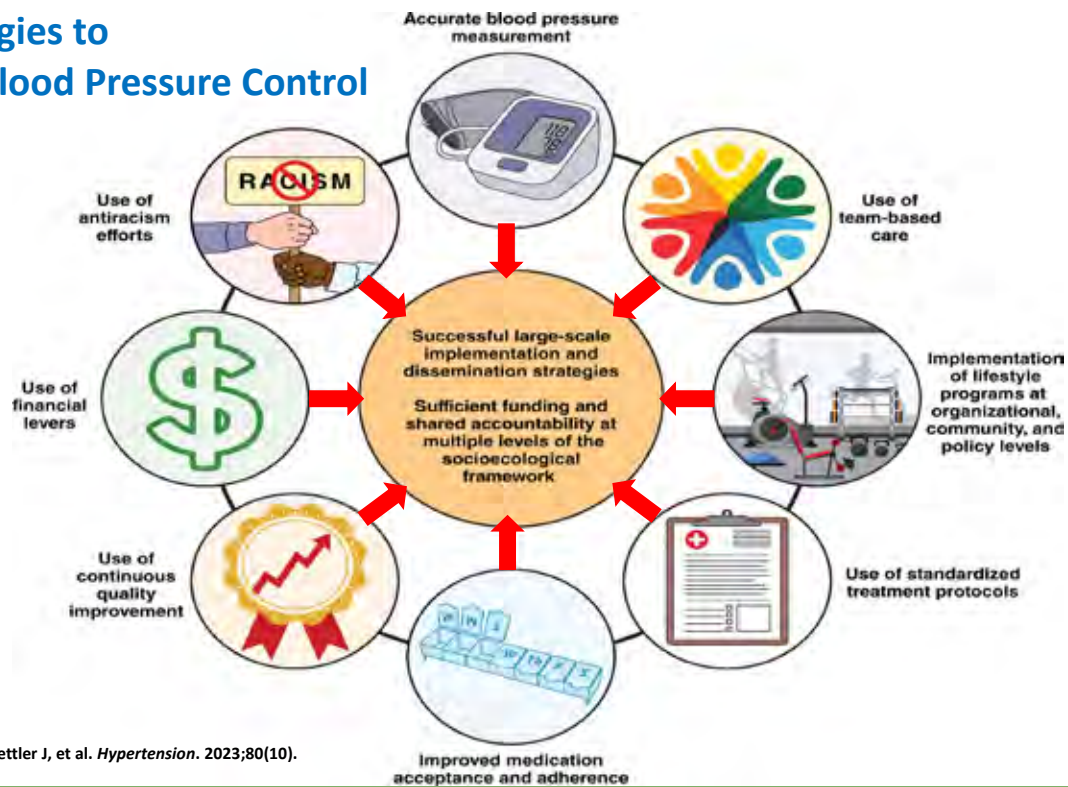 gies to
lood Pressure Control
Accurate blood pressure
measurement
RACISM
118
78
Use of
antiracism
efforts
Use of
team-based
care
Successful large-scale
implementation and
dissemination strategies
Sufficient funding and
shared accountability at
multiple levels of the
socioecological
framework
Use of
financial
levers
Implementation
of lifestyle
programs at
organizational,
community, and
policy levels
Use of
continuous
quality
improvement
Use of standardized
treatment protocols
Improved medication
acceptance and adherence
ettler J, et al. Hypertension. 2023;80(10).